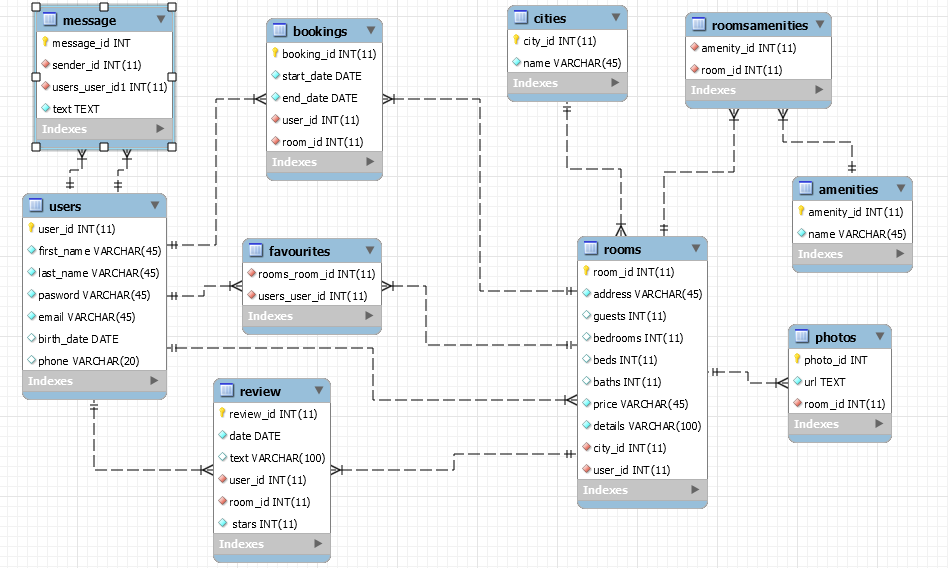 message
message_id INT
sender_id INT(11)
users_user_id1 INT(11)
text TEXT
Indexes
bookings
booking_id INT(11)
start_date DATE
end_date DATE
user_id INT(11)
room_id INT(11)
Indexes
cities
city_id INT(11)
name VARCHAR(45)
Indexes
roomsamenities
amenity_id INT(11)
room_id INT(11)
Indexes
users
user_id INT(11)
first_name VARCHAR(45)
last_name VARCHAR(45)
pasword VARCHAR(45)
email VARCHAR(45)
birth_date DATE
phone VARCHAR(20)
Indexes
favourites
rooms_room_id INT(11)
users_user_id INT(11)
Indexes
rooms
room_id INT(11)
address VARCHAR(45)
guests INT(11)
bedrooms INT(11)
beds INT(11)
baths INT(11)
price VARCHAR(45)
details VARCHAR(100)
city_id INT(11)
user_id INT(11)
Indexes
amenities
amenity_id INT(11)
name VARCHAR(45)
Indexes
photos
photo_id INT
url TEXT
room_id INT(11)
Indexes
review
review_id INT(11)
date DATE
text VARCHAR(100)
user_id INT(11)
room_id INT(11)
stars INT(11)
Indexes